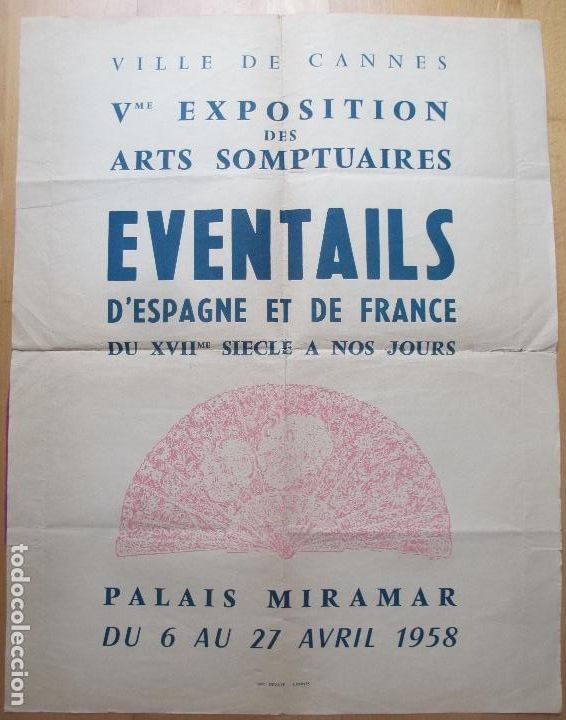 VILLE DE CANNES
Vᴹᴱ EXPOSITION
DES
ARTS SOMPTUAIRES
EVENTAILS
D'ESPAGNE ET DE FRANCE
DU XVIIᴹᴱ SIECLE A NOS JOURS
PALAIS MIRAMAR
DU 6 AU 27 AVRIL 1958
todocoleccion.net